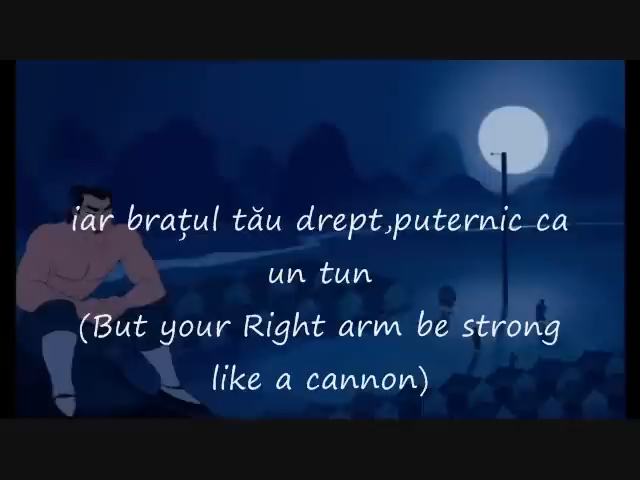 iar brațul tău drept,puternic ca
un tun
(But your Right arm be strong
like a cannon)